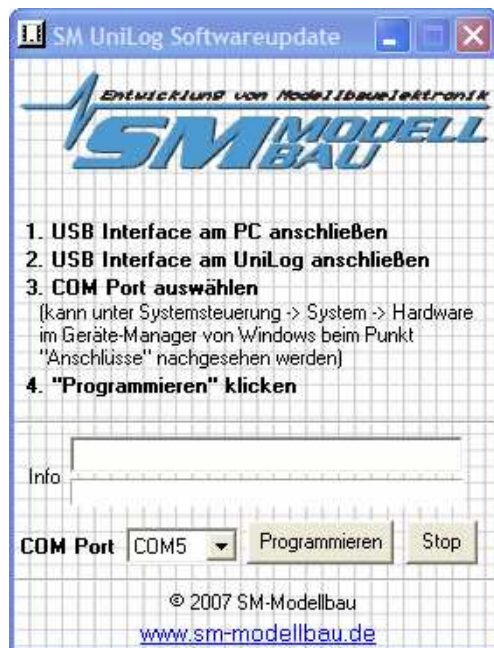 SM UniLog Softwareupdate
Entwicklung von Modellbauelektronik
SM MODELL
BAU
1. USB Interface am PC anschließen
2. USB Interface am UniLog anschließen
3. COM Port auswählen
(kann unter Systemsteuerung -> System -> Hardware
im Geräte-Manager von Windows beim Punkt
"Anschlüsse" nachgesehen werden)
4. "Programmieren" klicken
Info
COM Port COM5 Programmieren Stop
© 2007 SM-Modellbau
www.sm-modellbau.de